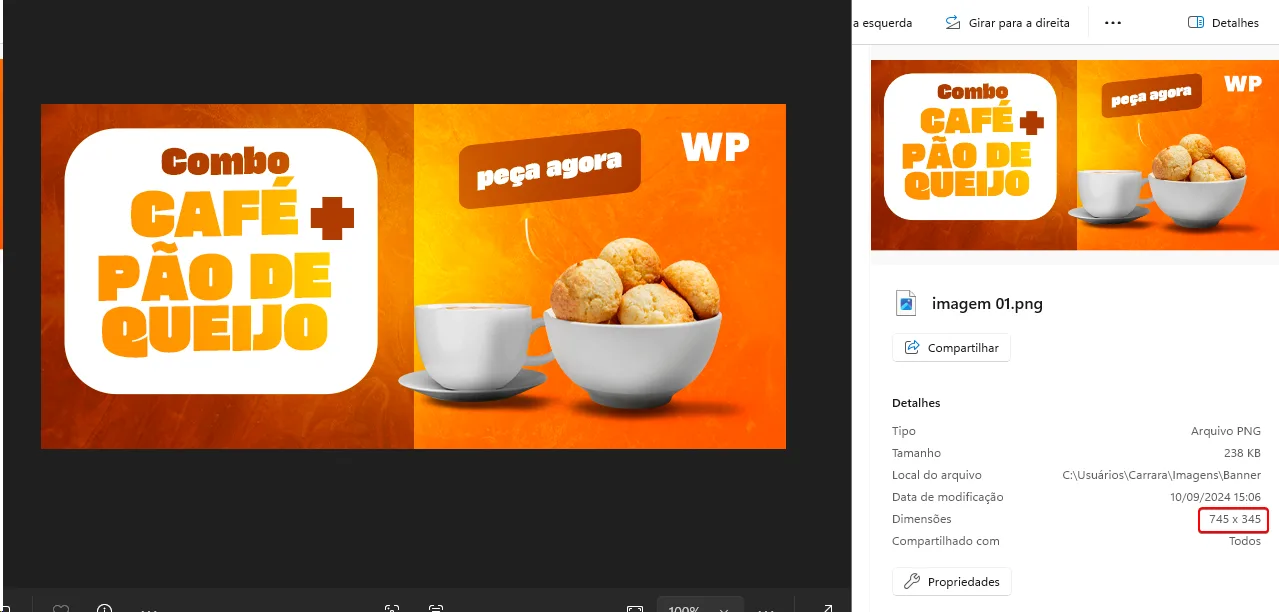 a esquerda
Girar para a direita
Detalhes
Combo
CAFÉ +
PÃO DE
QUEIJO
peça agora
WP
100%
Combo
CAFÉ +
PÃO DE
QUEIJO
peça agora
WP
imagem 01.png
Compartilhar
Detalhes
Tipo Arquivo PNG
Tamanho 238 KB
Local do arquivo C:\Usuários\Carrara\Imagens\Banner
Data de modificação 10/09/2024 15:06
Dimensões 745 x 345
Compartilhado com Todos
Propriedades